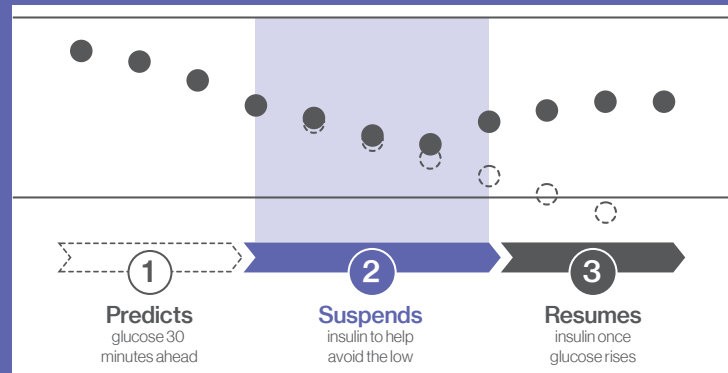 1
Predicts
glucose 30
minutes ahead
2
Suspends
insulin to help
avoid the low
3
Resumes
insulin once
glucose rises